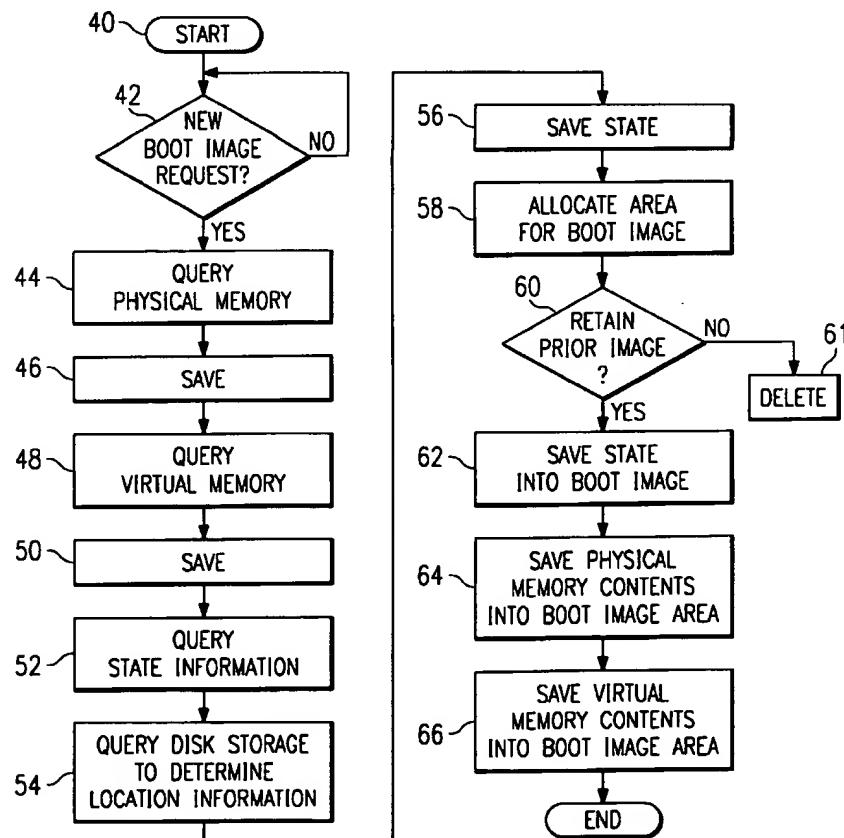 40
START
42
NEW
BOOT IMAGE
REQUEST?
NO
YES
44
QUERY
PHYSICAL MEMORY
46
SAVE
48
QUERY
VIRTUAL MEMORY
50
SAVE
52
QUERY
STATE INFORMATION
54
QUERY DISK STORAGE
TO DETERMINE
LOCATION INFORMATION
56
SAVE STATE
58
ALLOCATE AREA
FOR BOOT IMAGE
60
RETAIN
PRIOR IMAGE
?
NO
61
DELETE
YES
62
SAVE STATE
INTO BOOT IMAGE
64
SAVE PHYSICAL
MEMORY CONTENTS
INTO BOOT IMAGE AREA
66
SAVE VIRTUAL
MEMORY CONTENTS
INTO BOOT IMAGE AREA
END